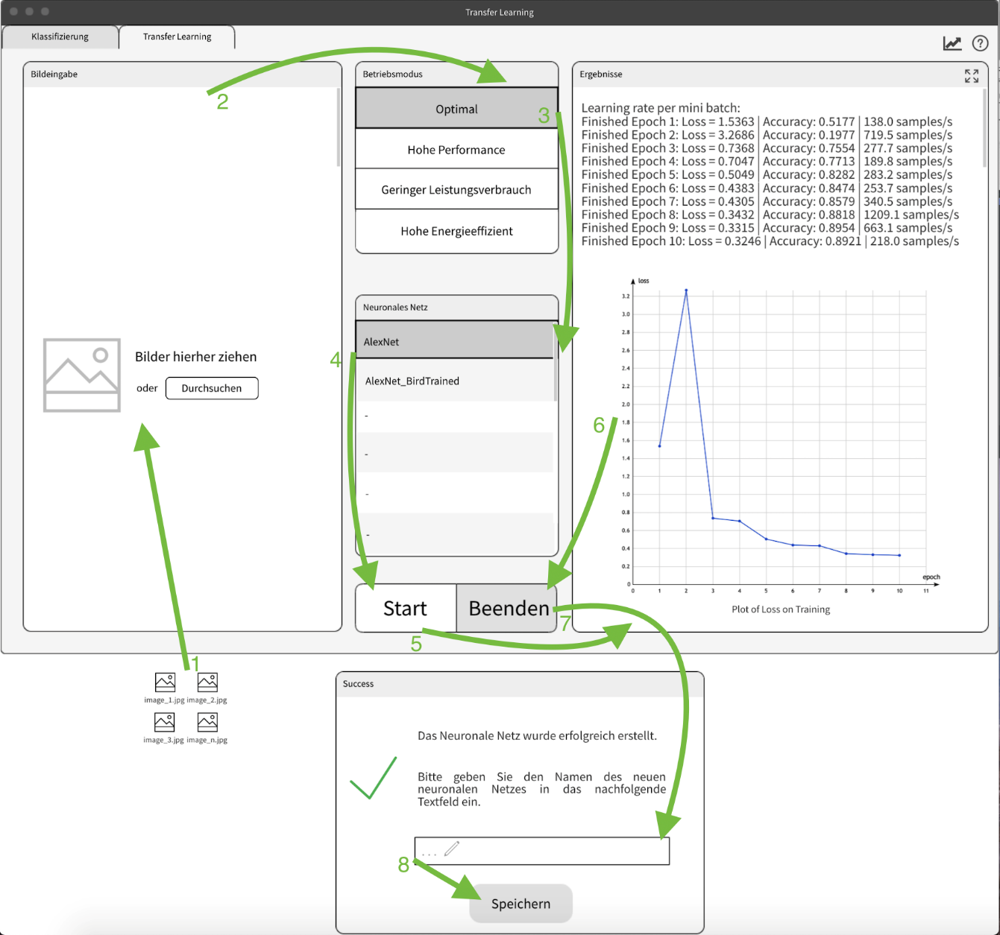 Transfer Learning
Klassifizierung
Transfer Learning
Bildeingabe
2
Bilder hierher ziehen
oder
Durchsuchen
Betriebsmodus
Optimal
3
Hohe Performance
Geringer Leistungsverbrauch
Hohe Energieeffizient
Neuronales Netz
AlexNet
4
AlexNet_BirdTrained
-
-
-
-
Start
Beenden
5
7
Ergebnisse
Learning rate per mini batch:
Finished Epoch 1: Loss = 1.5363 | Accuracy: 0.5177 | 138.0 samples/s
Finished Epoch 2: Loss = 3.2686 | Accuracy: 0.1977 | 719.5 samples/s
Finished Epoch 3: Loss = 0.7368 | Accuracy: 0.7554 | 277.7 samples/s
Finished Epoch 4: Loss = 0.7047 | Accuracy: 0.7713 | 189.8 samples/s
Finished Epoch 5: Loss = 0.5049 | Accuracy: 0.8282 | 283.2 samples/s
Finished Epoch 6: Loss = 0.4383 | Accuracy: 0.8474 | 253.7 samples/s
Finished Epoch 7: Loss = 0.4305 | Accuracy: 0.8579 | 340.5 samples/s
Finished Epoch 8: Loss = 0.3432 | Accuracy: 0.8818 | 1209.1 samples/s
Finished Epoch 9: Loss = 0.3315 | Accuracy: 0.8954 | 663.1 samples/s
Finished Epoch 10: Loss = 0.3246 | Accuracy: 0.8921 | 218.0 samples/s
loss
3.2
3.0
2.8
2.6
2.4
2.2
2.0
1.8
6
1.6
1.4
1.2
1.0
0.8
0.6
0.4
0.2
0
epoch
0 1 2 3 4 5 6 7 8 9 10 11
Plot of Loss on Training
1
image_1.jpg image_2.jpg
image_3.jpg image_n.jpg
Success
Das Neuronale Netz wurde erfolgreich erstellt.
Bitte geben Sie den Namen des neuen
neuronalen Netzes in das nachfolgende
Textfeld ein.
...
8
Speichern
?